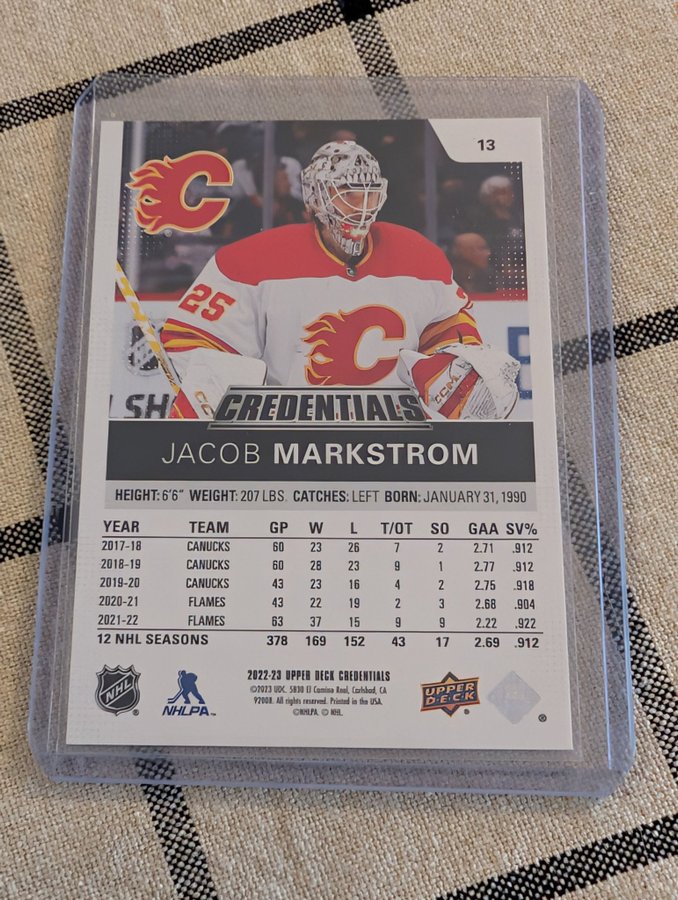 13
25
SH
CCM
CREDENTIALS
JACOB MARKSTROM
HEIGHT: 6'6" WEIGHT: 207 LBS. CATCHES: LEFT BORN: JANUARY 31, 1990
YEAR TEAM GP W L T/OT SO GAA SV%
2017-18 CANUCKS 60 23 26 7 2 2.71 .912
2018-19 CANUCKS 60 28 23 9 1 2.77 .912
2019-20 CANUCKS 43 23 16 4 2 2.75 .918
2020-21 FLAMES 43 22 19 2 3 2.68 .904
2021-22 FLAMES 63 37 15 9 9 2.22 .922
12 NHL SEASONS 378 169 152 43 17 2.69 .912
NHL ®
NHLPA™
2022-23 UPPER DECK CREDENTIALS
©2023 UDC. 5830 El Camino Real, Carlsbad, CA
92008. All rights reserved. Printed in the USA.
©NHLPA. © NHL.
UPPER DECK ®
®